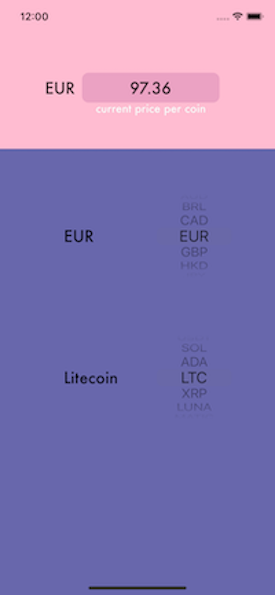 12:00
EUR 97.36
current price per coin
BRL
CAD
EUR EUR
GBP
HKD
SOL
ADA
Litecoin LTC
XRP
LUNA